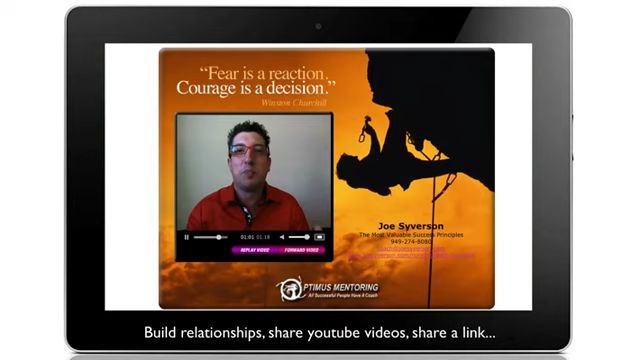 “Fear is a reaction.
Courage is a decision.”
Winston Churchill
01:01 01:19
REPLAY VIDEO FORWARD VIDEO
Joe Syverson
The Most Valuable Success Principles
949-274-8080
OPTIMUS MENTORING
All Successful People Have A Coach
Build relationships, share youtube videos, share a link...